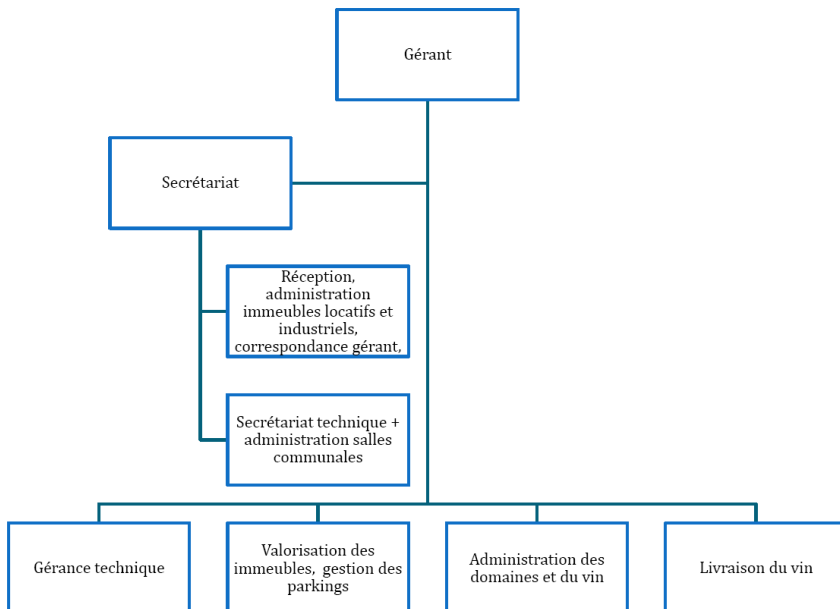 Gérant
Secrétariat
Réception,
administration
immeubles locatifs et
industriels,
correspondance gérant,
Secrétariat technique +
administration salles
communales
Gérance technique
Valorisation des
immeubles, gestion des
parkings
Administration des
domaines et du vin
Livraison du vin